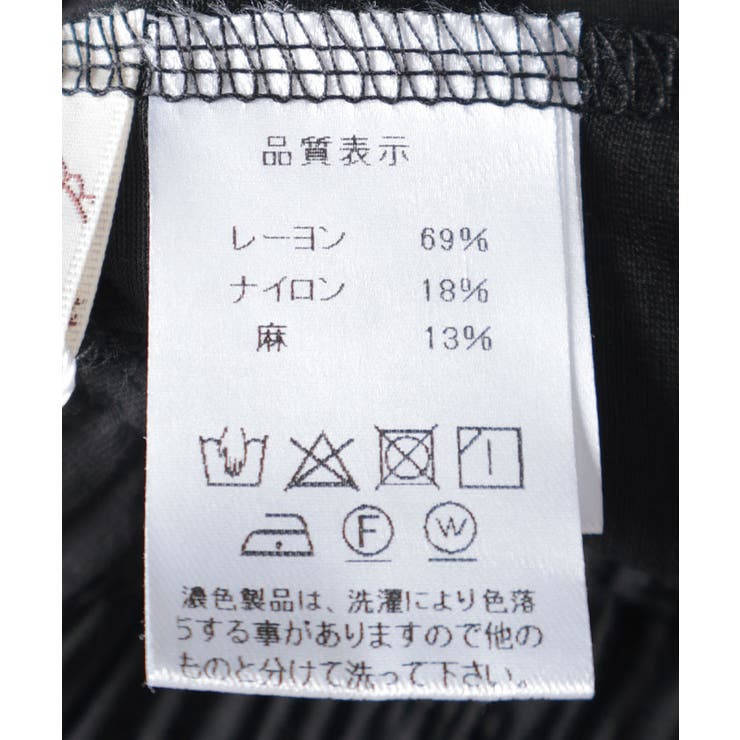 品質表示
レーヨン 69%
ナイロン 18%
麻 13%
F W
濃色製品は、洗濯により色落
ちする事がありますので他の
ものと分けて洗って下さい。